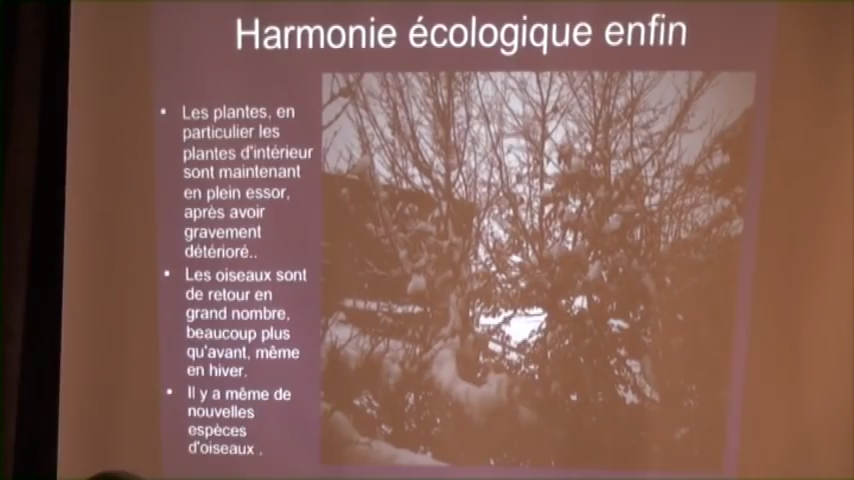 Harmonie écologique enfin
• Les plantes, en
particulier les
plantes d'intérieur
sont maintenant
en plein essor,
après avoir
gravement
détérioré..
• Les oiseaux sont
de retour en
grand nombre,
beaucoup plus
qu'avant, même
en hiver.
• Il y a même de
nouvelles
espèces
d'oiseaux .